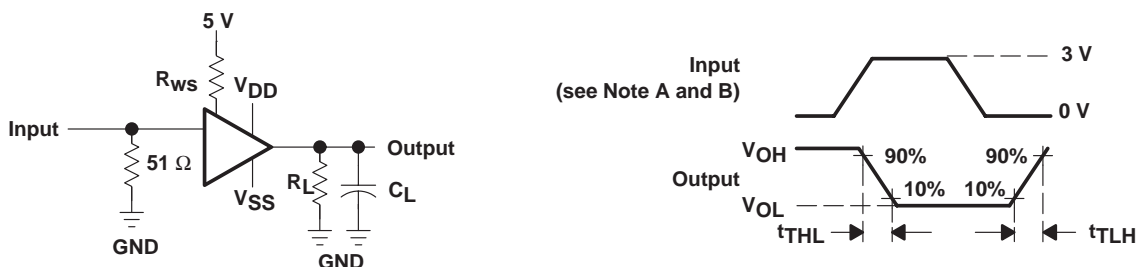 5 V
RWS
VDD
Input
51 Ω
VSS
RL
CL
Output
GND
GND
Input
(see Note A and B)
3 V
0 V
VOH
90%
90%
Output
10%
10%
VOL
tTHL
tTLH